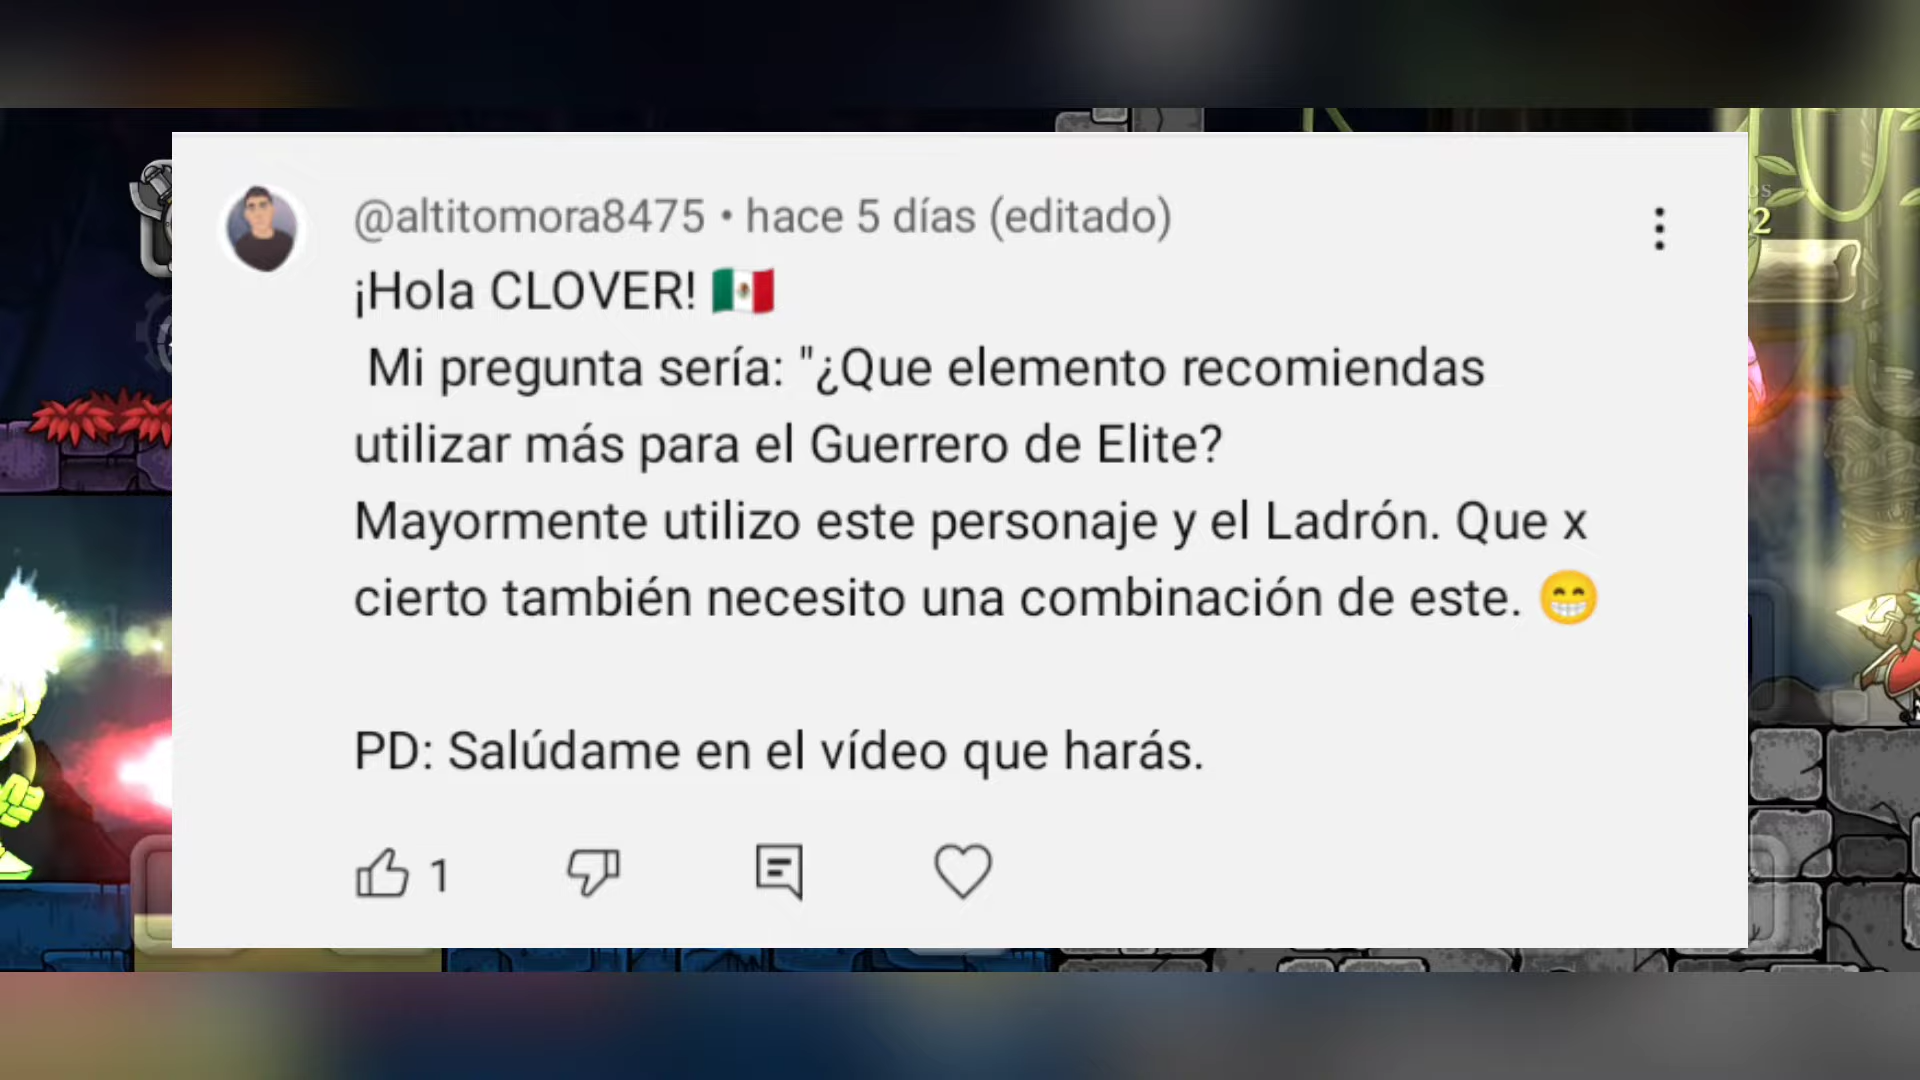 @altitomora8475 • hace 5 días (editado)
¡Hola CLOVER! 🇲🇽
Mi pregunta sería: "¿Que elemento recomiendas
utilizar más para el Guerrero de Elite?
Mayormente utilizo este personaje y el Ladrón. Que x
cierto también necesito una combinación de este. 😁
PD: Salúdame en el vídeo que harás.
1